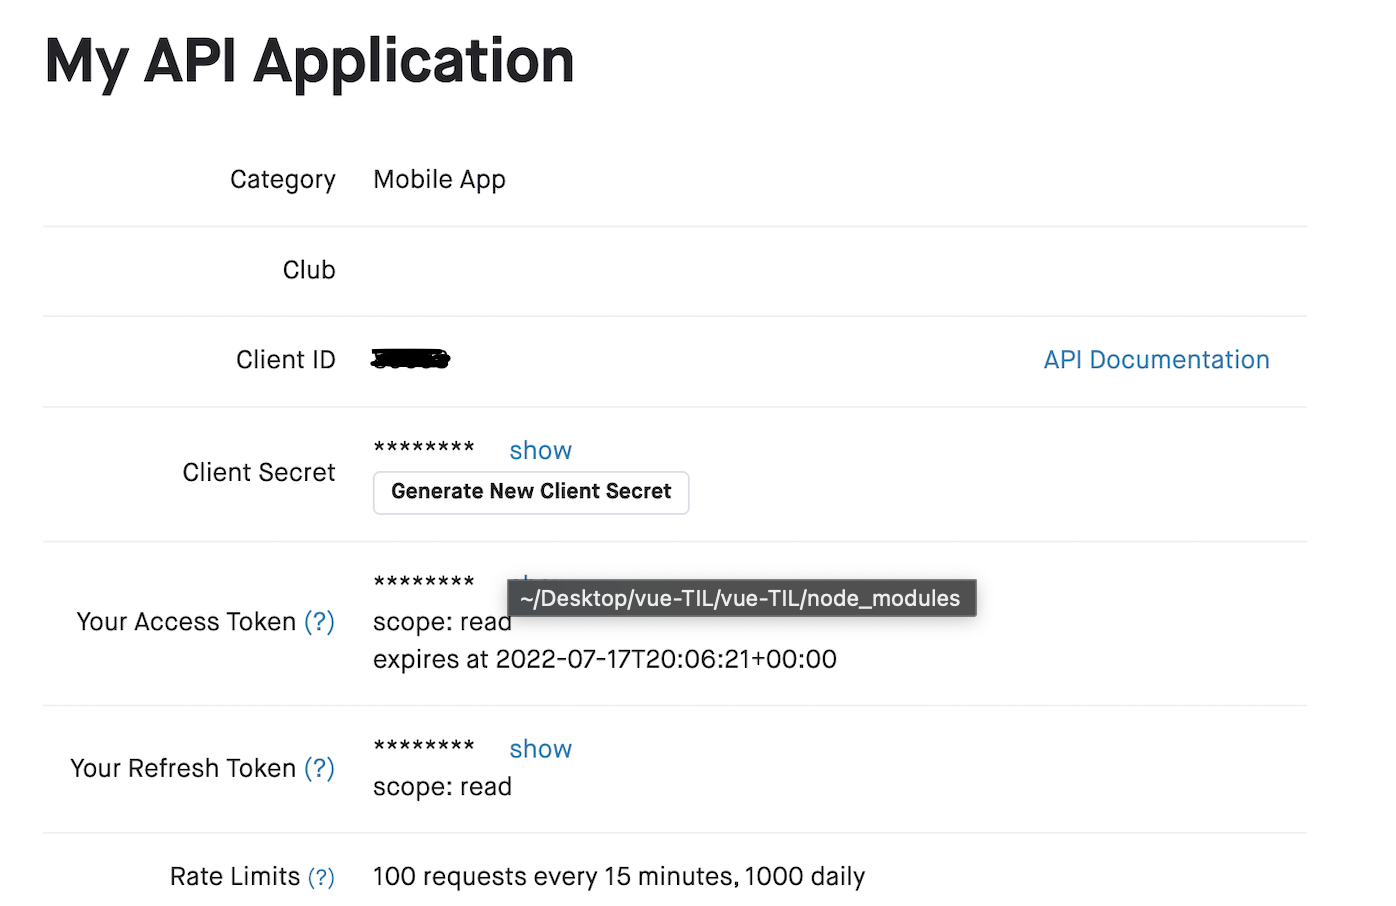 My API Application
Category Mobile App
Club
Client ID API Documentation
******** show
Client Secret
Generate New Client Secret
********
~/Desktop/vue-TIL/vue-TIL/node_modules
Your Access Token (?) scope: read
expires at 2022-07-17T20:06:21+00:00
******** show
Your Refresh Token (?)
scope: read
Rate Limits (?) 100 requests every 15 minutes, 1000 daily